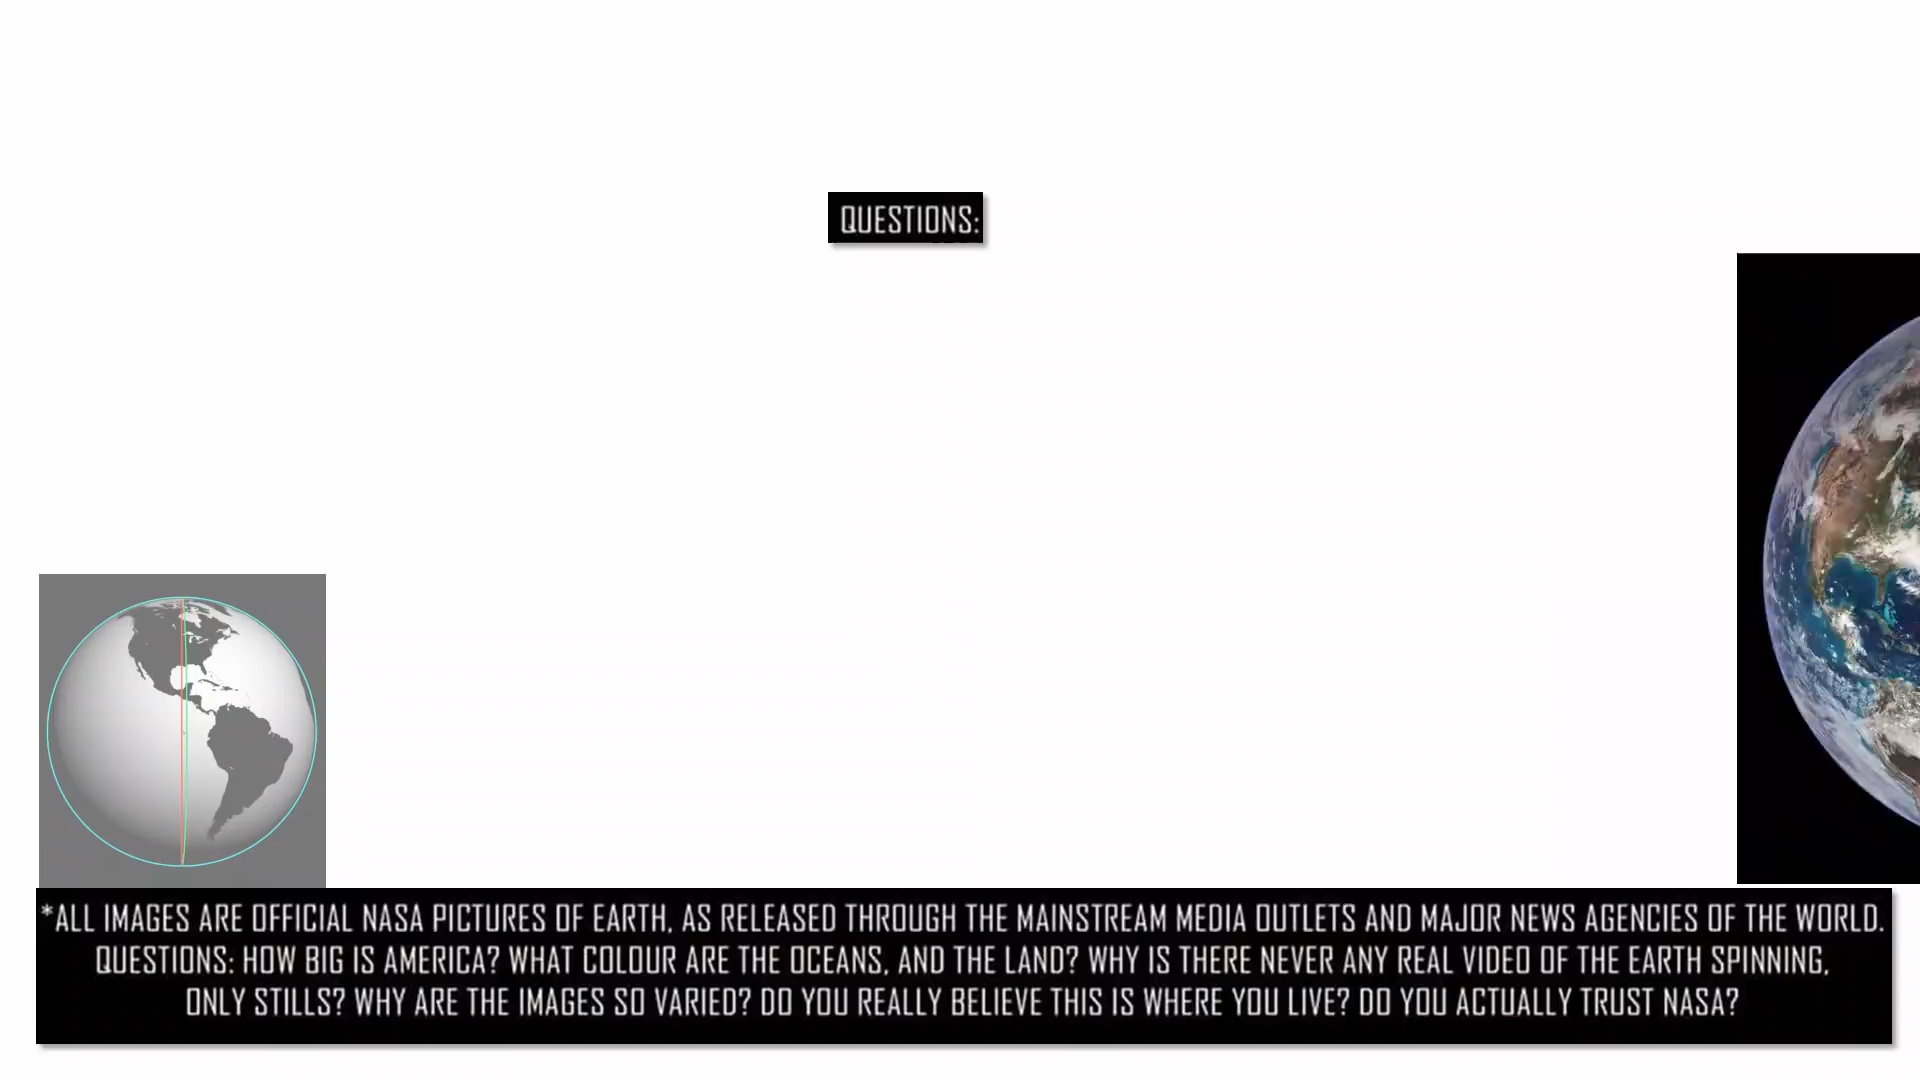 QUESTIONS:
*ALL IMAGES ARE OFFICIAL NASA PICTURES OF EARTH, AS RELEASED THROUGH THE MAINSTREAM MEDIA OUTLETS AND MAJOR NEWS AGENCIES OF THE WORLD.
QUESTIONS: HOW BIG IS AMERICA? WHAT COLOUR ARE THE OCEANS, AND THE LAND? WHY IS THERE NEVER ANY REAL VIDEO OF THE EARTH SPINNING,
ONLY STILLS? WHY ARE THE IMAGES SO VARIED? DO YOU REALLY BELIEVE THIS IS WHERE YOU LIVE? DO YOU ACTUALLY TRUST NASA?